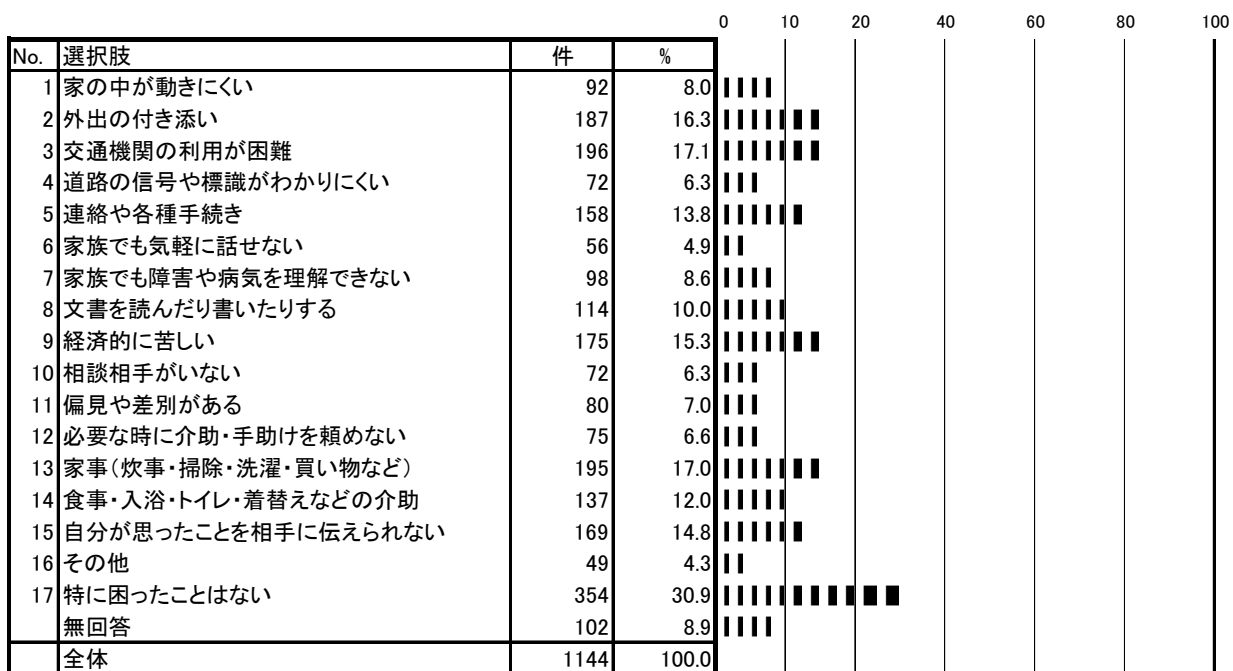 0 10 20 40 60 80 100
No. 選択肢 件 %
1 家の中が動きにくい 92 8.0
2 外出の付き添い 187 16.3
3 交通機関の利用が困難 196 17.1
4 道路の信号や標識がわかりにくい 72 6.3
5 連絡や各種手続き 158 13.8
6 家族でも気軽に話せない 56 4.9
7 家族でも障害や病気を理解できない 98 8.6
8 文書を読んだり書いたりする 114 10.0
9 経済的に苦しい 175 15.3
10 相談相手がいない 72 6.3
11 偏見や差別がある 80 7.0
12 必要な時に介助・手助けを頼めない 75 6.6
13 家事(炊事・掃除・洗濯・買い物など) 195 17.0
14 食事・入浴・トイレ・着替えなどの介助 137 12.0
15 自分が思ったことを相手に伝えられない 169 14.8
16 その他 49 4.3
17 特に困ったことはない 354 30.9
無回答 102 8.9
全体 1144 100.0